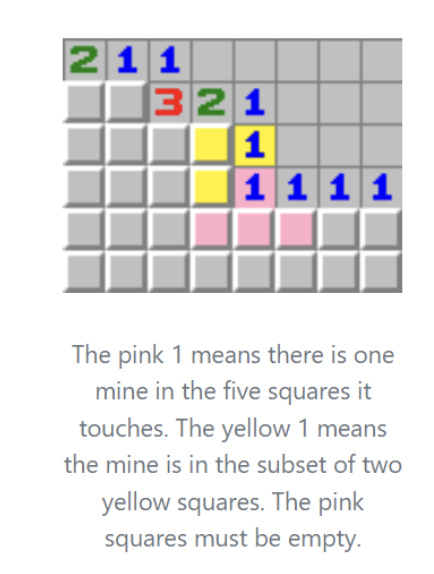 2 1 1
3 2 1
1
1 1 1 1
The pink 1 means there is one
mine in the five squares it
touches. The yellow 1 means
the mine is in the subset of two
yellow squares. The pink
squares must be empty.